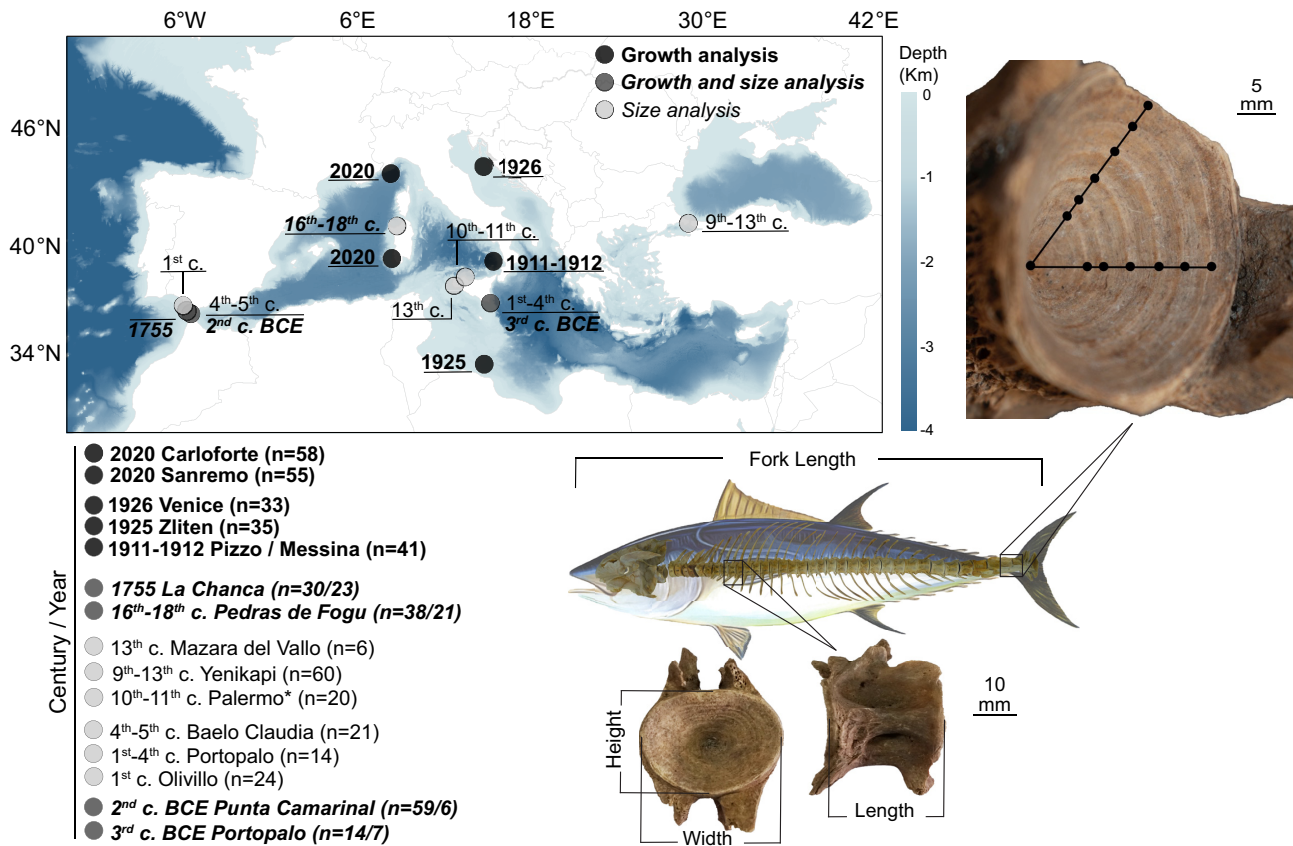 6°W 6°E 18°E 30°E 42°E
46°N
40°N
34°N
Growth analysis
Growth and size analysis
Size analysis
Depth
(Km)
0
-1
-2
-3
-4
2020
1926
16th-18th c.
10th-11th c.
9th-13th c.
2020
1911-1912
1st c.
13th c.
1st-4th c.
3rd c. BCE
4th-5th c.
2nd c. BCE
1755
1925
5
mm
Century / Year
2020 Carloforte (n=58)
2020 Sanremo (n=55)
1926 Venice (n=33)
1925 Zliten (n=35)
1911-1912 Pizzo / Messina (n=41)
1755 La Chanca (n=30/23)
16th-18th c. Pedras de Fogu (n=38/21)
13th c. Mazara del Vallo (n=6)
9th-13th c. Yenikapi (n=60)
10th-11th c. Palermo* (n=20)
4th-5th c. Baelo Claudia (n=21)
1st-4th c. Portopalo (n=14)
1st c. Olivillo (n=24)
2nd c. BCE Punta Camarinal (n=59/6)
3rd c. BCE Portopalo (n=14/7)
Fork Length
Height
Width
Length
10
mm